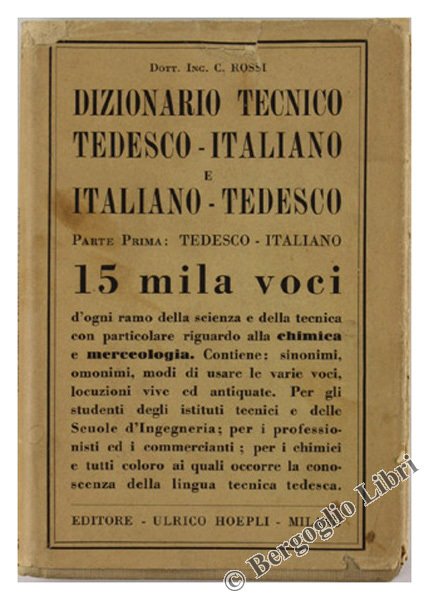 Dott. Ing. C. ROSSI
DIZIONARIO TECNICO
TEDESCO - ITALIANO
E
ITALIANO - TEDESCO
Parte Prima: TEDESCO - ITALIANO
15 mila voci
d'ogni ramo della scienza e della tecnica
con particolare riguardo alla chimica
e merceologia. Contiene: sinonimi,
omonimi, modi di usare le varie voci,
locuzioni vive ed antiquate. Per gli
studenti degli istituti tecnici e delle
Scuole d'Ingegneria; per i professio-
nisti ed i commercianti; per i chimici
e tutti coloro ai quali occorre la cono-
scenza della lingua tecnica tedesca.
EDITORE - ULRICO HOEPLI -
© Bergoglio Libri